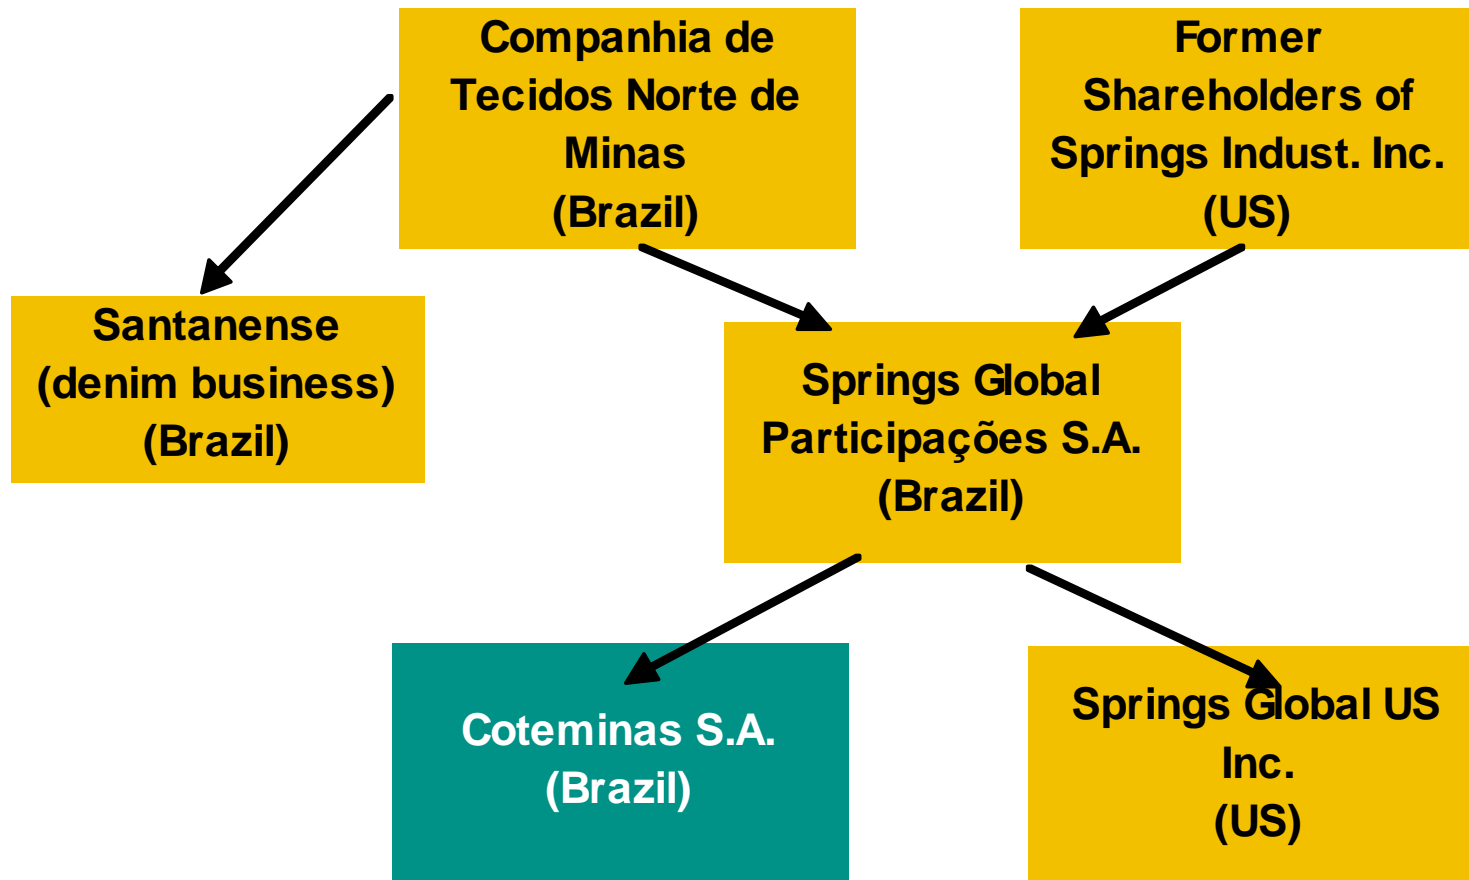 Companhia de
Tecidos Norte de
Minas
(Brazil)
Former
Shareholders of
Springs Indust. Inc.
(US)
Santanense
(denim business)
(Brazil)
Springs Global
Participações S.A.
(Brazil)
Coteminas S.A.
(Brazil)
Springs Global US
Inc.
(US)